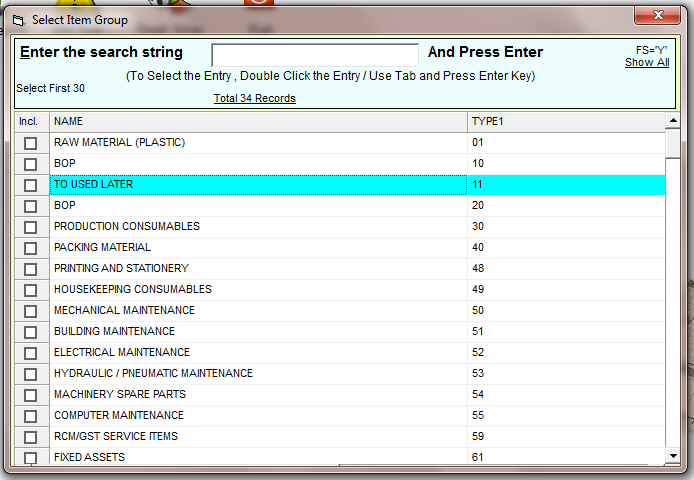 Select Item Group
Enter the search string And Press Enter FS='Y'
Show All
(To Select the Entry , Double Click the Entry / Use Tab and Press Enter Key)
Select First 30
Total 34 Records
Incl. NAME TYPE1
RAW MATERIAL (PLASTIC) 01
BOP 10
TO USED LATER 11
BOP 20
PRODUCTION CONSUMABLES 30
PACKING MATERIAL 40
PRINTING AND STATIONERY 48
HOUSEKEEPING CONSUMABLES 49
MECHANICAL MAINTENANCE 50
BUILDING MAINTENANCE 51
ELECTRICAL MAINTENANCE 52
HYDRAULIC / PNEUMATIC MAINTENANCE 53
MACHINERY SPARE PARTS 54
COMPUTER MAINTENANCE 55
RCM/GST SERVICE ITEMS 59
FIXED ASSETS 61